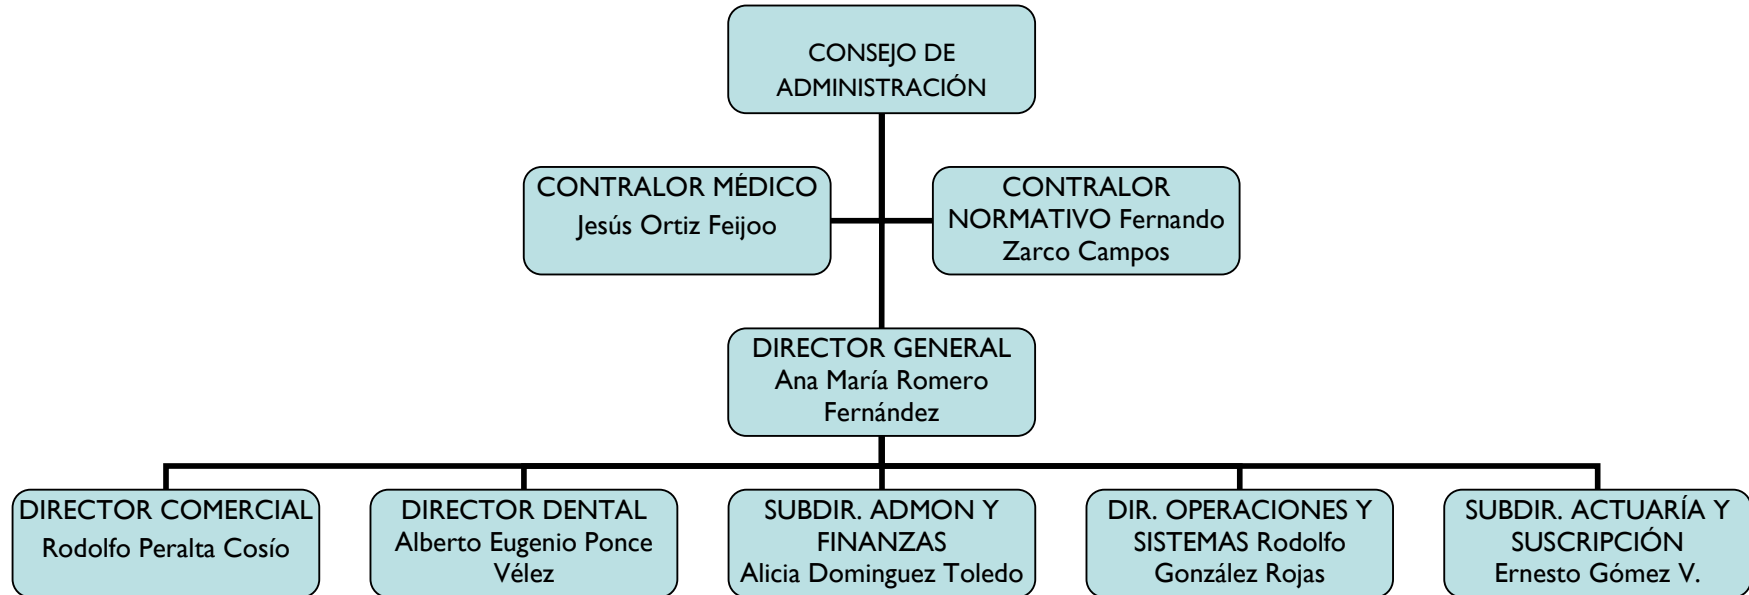 CONSEJO DE
ADMINISTRACIÓN
CONTRALOR MÉDICO
Jesús Ortiz Feijoo
CONTRALOR
NORMATIVO Fernando
Zarco Campos
DIRECTOR GENERAL
Ana María Romero
Fernández
DIRECTOR COMERCIAL
Rodolfo Peralta Cosío
DIRECTOR DENTAL
Alberto Eugenio Ponce
Vélez
SUBDIR. ADMON Y
FINANZAS
Alicia Dominguez Toledo
DIR. OPERACIONES Y
SISTEMAS Rodolfo
González Rojas
SUBDIR. ACTUARÍA Y
SUSCRIPCIÓN
Ernesto Gómez V.